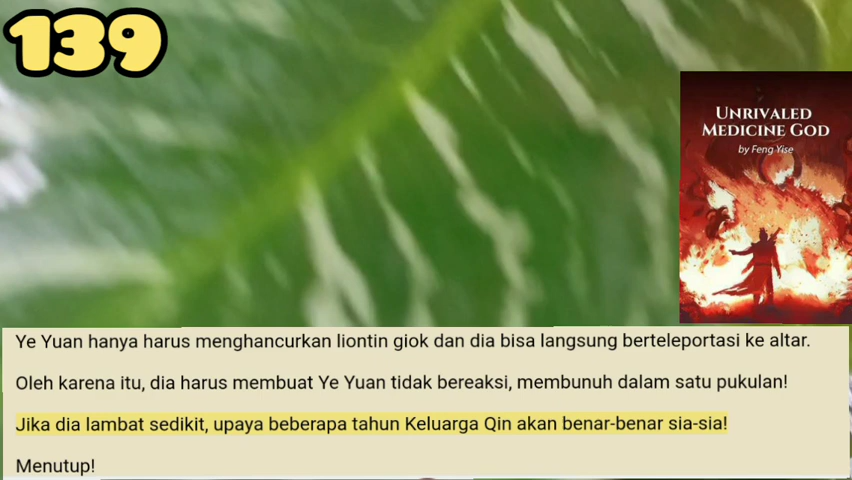 139
UNRIVALED
MEDICINE GOD
by Feng Yise
Ye Yuan hanya harus menghancurkan liontin giok dan dia bisa langsung berteleportasi ke altar.
Oleh karena itu, dia harus membuat Ye Yuan tidak bereaksi, membunuh dalam satu pukulan!
Jika dia lambat sedikit, upaya beberapa tahun Keluarga Qin akan benar-benar sia-sia!
Menutup!